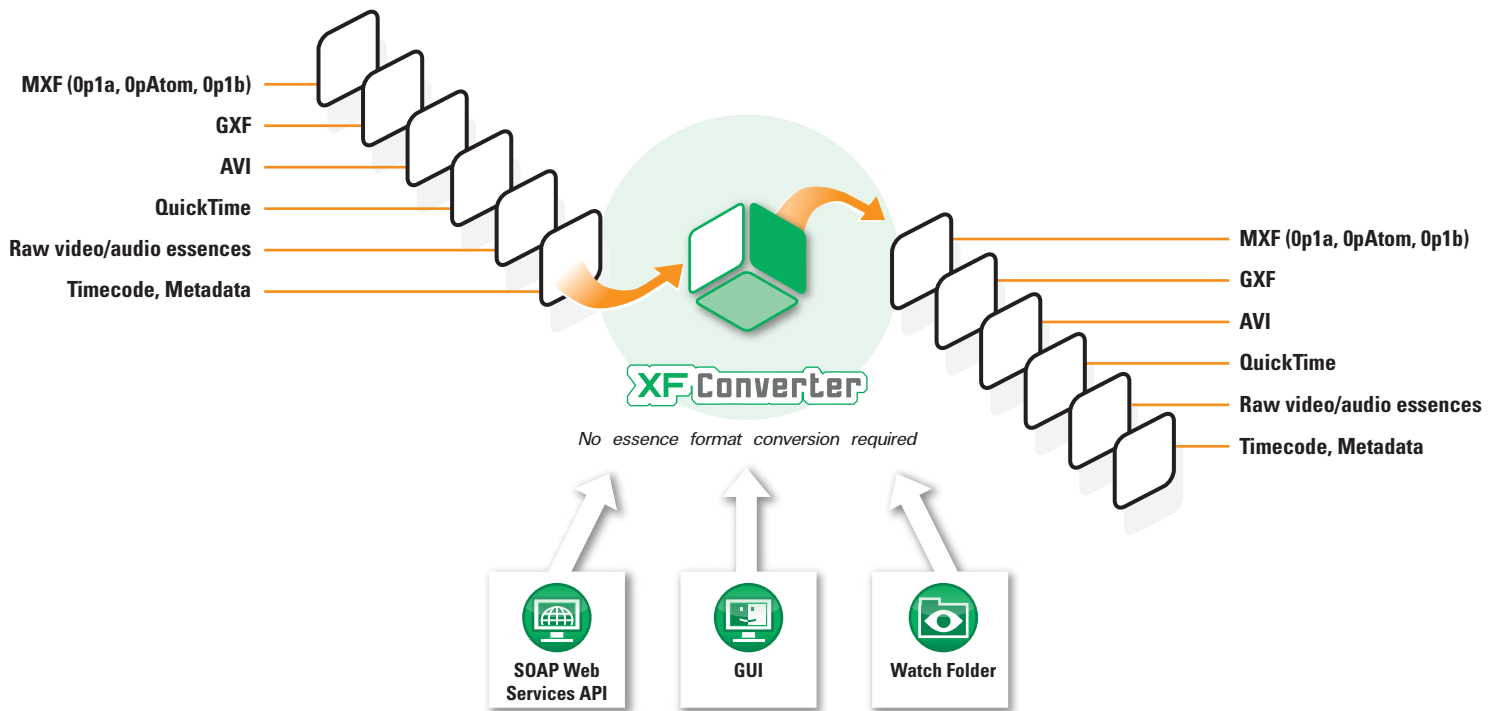 MXF (0p1a, 0pAtom, 0p1b)
GXF
AVI
QuickTime
Raw video/audio essences
Timecode, Metadata
XF Converter
No essence format conversion required
MXF (0p1a, 0pAtom, 0p1b)
GXF
AVI
QuickTime
Raw video/audio essences
Timecode, Metadata
SOAP Web
Services API
GUI
Watch Folder